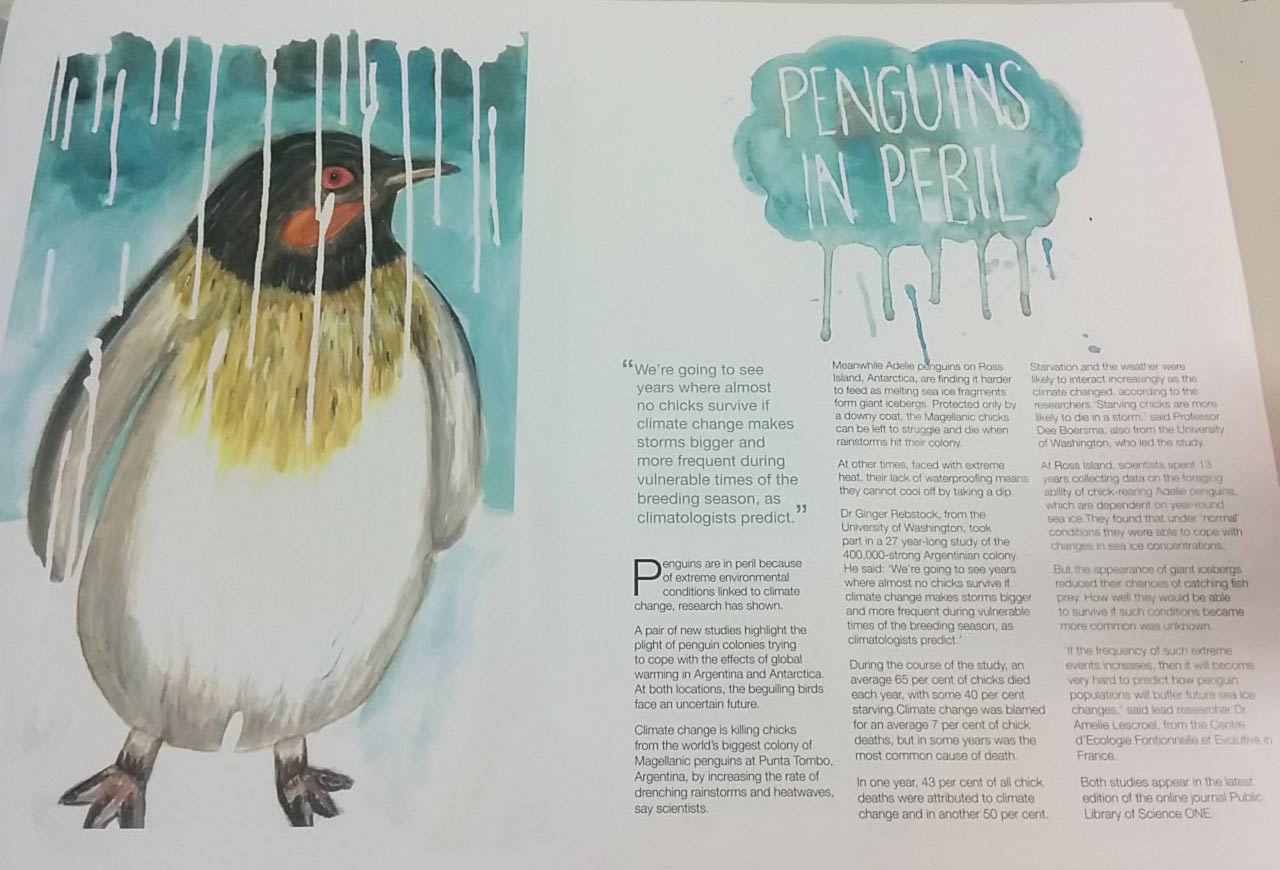 PENGUINS
IN PERIL
“We’re going to see
years where almost
no chicks survive if
climate change makes
storms bigger and
more frequent during
vulnerable times of the
breeding season, as
climatologists predict.”
Penguins are in peril because
of extreme environmental
conditions linked to climate
change, research has shown.
A pair of new studies highlight the
plight of penguin colonies trying
to cope with the effects of global
warming in Argentina and Antarctica.
At both locations, the beguiling birds
face an uncertain future.
Climate change is killing chicks
from the world’s biggest colony of
Magellanic penguins at Punta Tombo,
Argentina, by increasing the rate of
drenching rainstorms and heatwaves,
say scientists.
Meanwhile Adelie penguins on Ross
Island, Antarctica, are finding it harder
to feed as melting sea ice fragments
form giant icebergs. Protected only by
a downy coat, the Magellanic chicks
can be left to struggle and die when
rainstorms hit their colony.
At other times, faced with extreme
heat, their lack of waterproofing means
they cannot cool off by taking a dip.
Dr Ginger Rebstock, from the
University of Washington, took
part in a 27 year-long study of the
400,000-strong Argentinian colony.
He said: ‘We’re going to see years
where almost no chicks survive if
climate change makes storms bigger
and more frequent during vulnerable
times of the breeding season, as
climatologists predict.’
During the course of the study, an
average 65 per cent of chicks died
each year, with some 40 per cent
starving.Climate change was blamed
for an average 7 per cent of chick
deaths, but in some years was the
most common cause of death.
In one year, 43 per cent of all chick
deaths were attributed to climate
change and in another 50 per cent.
Starvation and the weather were
likely to interact increasingly as the
climate changed, according to the
researchers. ‘Starving chicks are more
likely to die in a storm,’ said Professor
Dee Boersma, also from the University
of Washington, who led the study.
At Ross Island, scientists spent 13
years collecting data on the foraging
ability of chick-rearing Adelie penguins,
which are dependent on year-round
sea ice.They found that under ‘normal’
conditions they were able to cope with
changes in sea ice concentrations.
But the appearance of giant icebergs
reduced their chances of catching fish
prey. How well they would be able
to survive if such conditions became
more common was unknown.
‘If the frequency of such extreme
events increases, then it will become
very hard to predict how penguin
populations will buffer future sea ice
changes,’ said lead researcher Dr
Amelie Lescroel, from the Centre
d’Ecologie Fontionnelle et Evolutive in
France.
Both studies appear in the latest
edition of the online journal Public
Library of Science ONE.